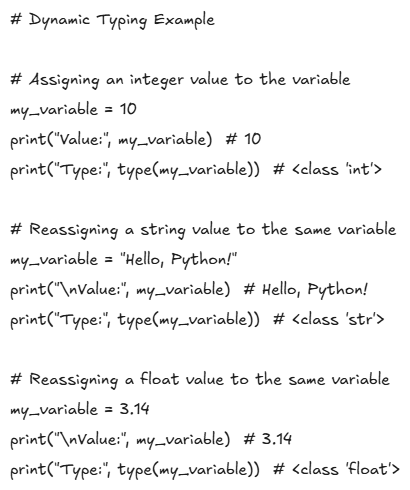 # Dynamic Typing Example

# Assigning an integer value to the variable
my_variable = 10
print("Value:", my_variable)  # 10
print("Type:", type(my_variable))  # <class 'int'>

# Reassigning a string value to the same variable
my_variable = "Hello, Python!"
print("\nValue:", my_variable)  # Hello, Python!
print("Type:", type(my_variable))  # <class 'str'>

# Reassigning a float value to the same variable
my_variable = 3.14
print("\nValue:", my_variable)  # 3.14
print("Type:", type(my_variable))  # <class 'float'>